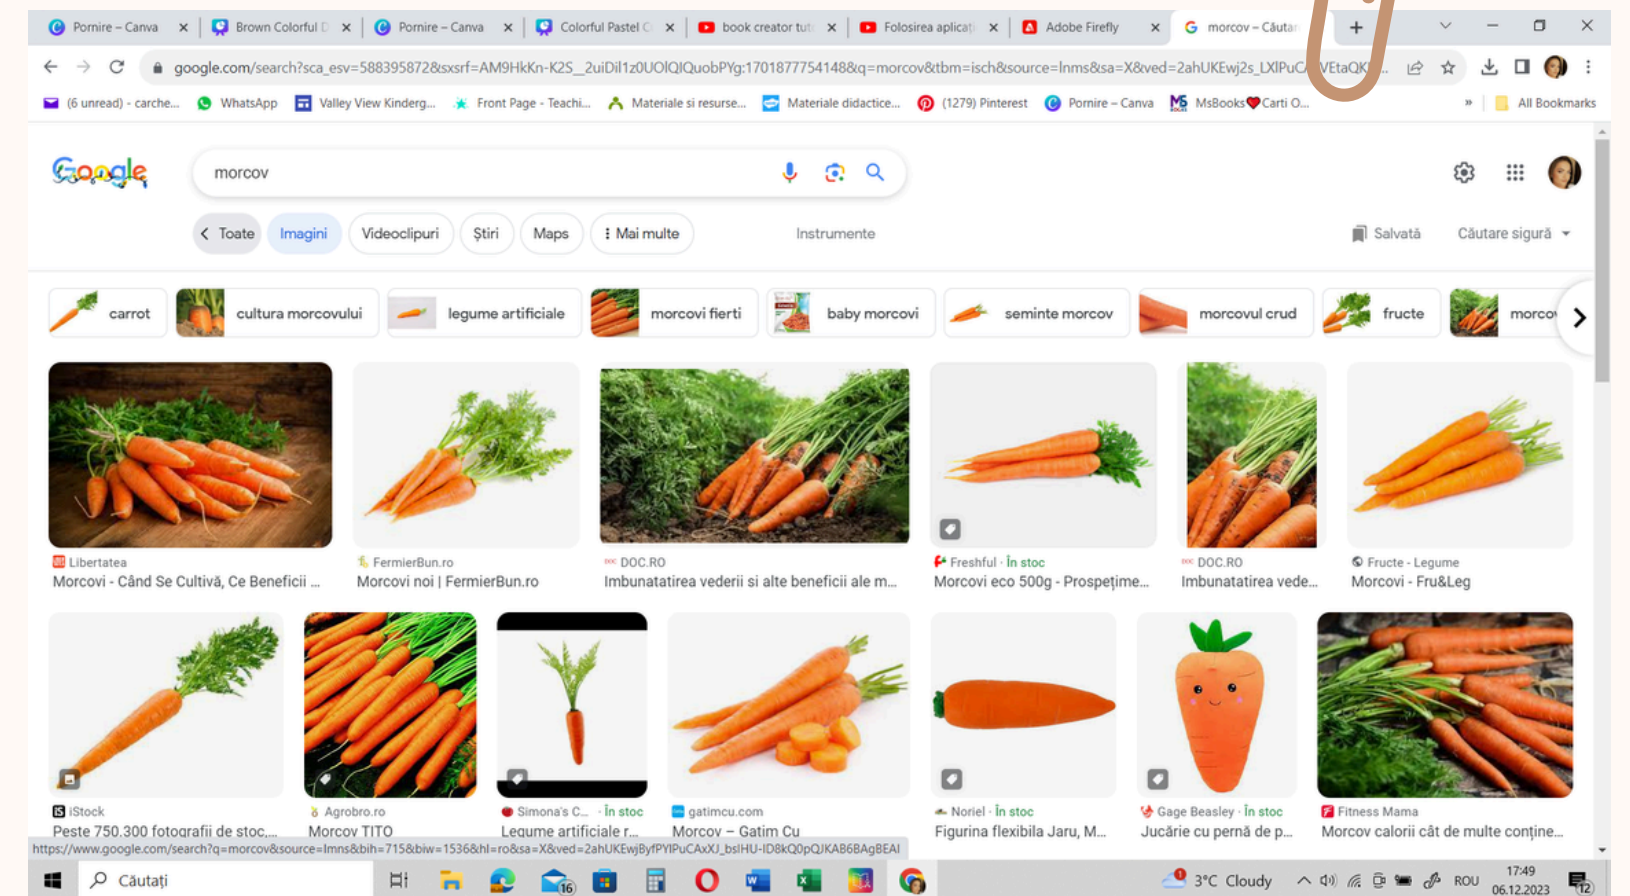 Pornire – Canva
Brown Colorful D
Pornire – Canva
Colorful Pastel C
book creator tut
Folosirea aplicaț
Adobe Firefly
morcov – Căutar
google.com/search?sca_esv=588395872&sxsrf=AM9HkKn-K2S__2uiDil1z0UOlQIQuobPYg:1701877754148&q=morcov&tbm=isch&source=lnms&sa=X&ved=2ahUKEwj2s_LXlPuCA
(6 unread) - carche...
WhatsApp
Valley View Kinderg...
Front Page - Teachi...
Materiale si resurse...
Materiale didactice...
(1279) Pinterest
Pornire – Canva
MsBooks❤Carti O...
»
All Bookmarks
Google
morcov
Toate
Imagini
Videoclipuri
Știri
Maps
Mai multe
Instrumente
Salvată
Căutare sigură
carrot
cultura morcovului
legume artificiale
morcovi fierti
baby morcovi
seminte morcov
morcovul crud
fructe
morcov
Libertatea
Morcovi - Când Se Cultivă, Ce Beneficii ...
FermierBun.ro
Morcovi noi | FermierBun.ro
DOC.RO
Imbunatatirea vederii si alte beneficii ale m...
Freshful · În stoc
Morcovi eco 500g - Prospețime...
DOC.RO
Imbunatatirea vede...
Fructe - Legume
Morcovi - Fru&Leg
iStock
Peste 750.300 fotografii de stoc,...
Agrobro.ro
Morcov TITO
Simona's C... · În stoc
Legume artificiale r...
gatimcu.com
Morcov – Gatim Cu
Noriel · În stoc
Figurina flexibila Jaru, M...
Gage Beasley · În stoc
Jucărie cu pernă de p...
Fitness Mama
Morcov calorii cât de multe conține...
https://www.google.com/search?q=morcov&source=lmns&bih=715&biw=1536&hl=ro&sa=X&ved=2ahUKEwjByfPYlPuCAxXJ_bsIHU-ID8kQ0pQJKAB6BAgBEAI
Căutați
16
3°C Cloudy
ROU
17:49
06.12.2023
12